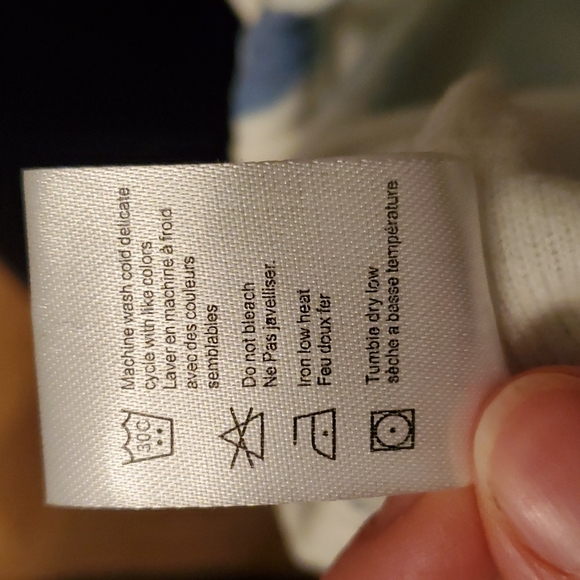 Machine wash cold delicate
cycle with like colors
Laver en machine à froid
avec des couleurs
semblables
30C
Do not bleach
Ne Pas javelliser.
Iron low heat
Feu doux fer
Tumble dry low
sèche a basse température